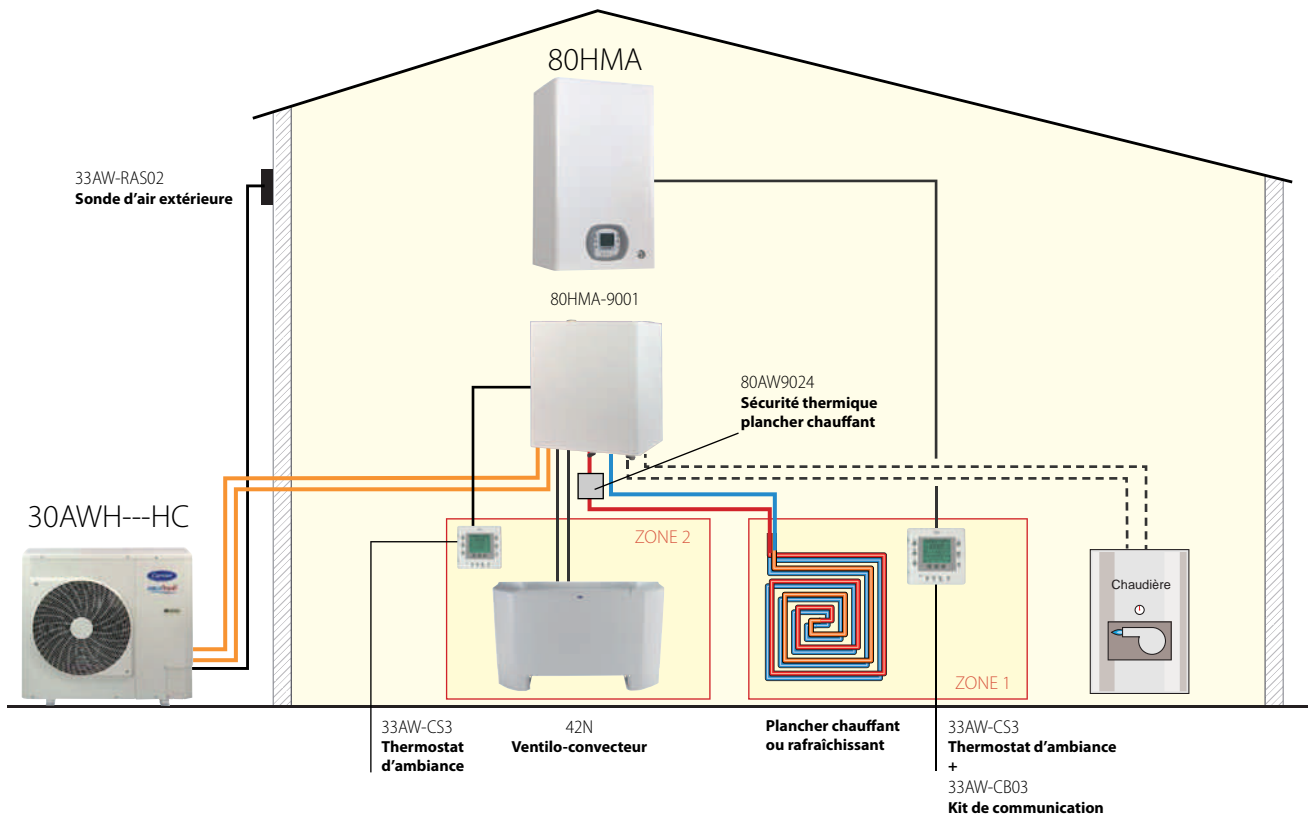 80HMA
33AW-RAS02
Sonde d'air extérieure
80HMA-9001
80AW9024
Sécurité thermique
plancher chauffant
30AWH---HC
Carrier
ZONE 2
ZONE 1
Chaudière
33AW-CS3
Thermostat
d'ambiance
42N
Ventilo-convecteur
Plancher chauffant
ou rafraîchissant
33AW-CS3
Thermostat d'ambiance
+
33AW-CB03
Kit de communication